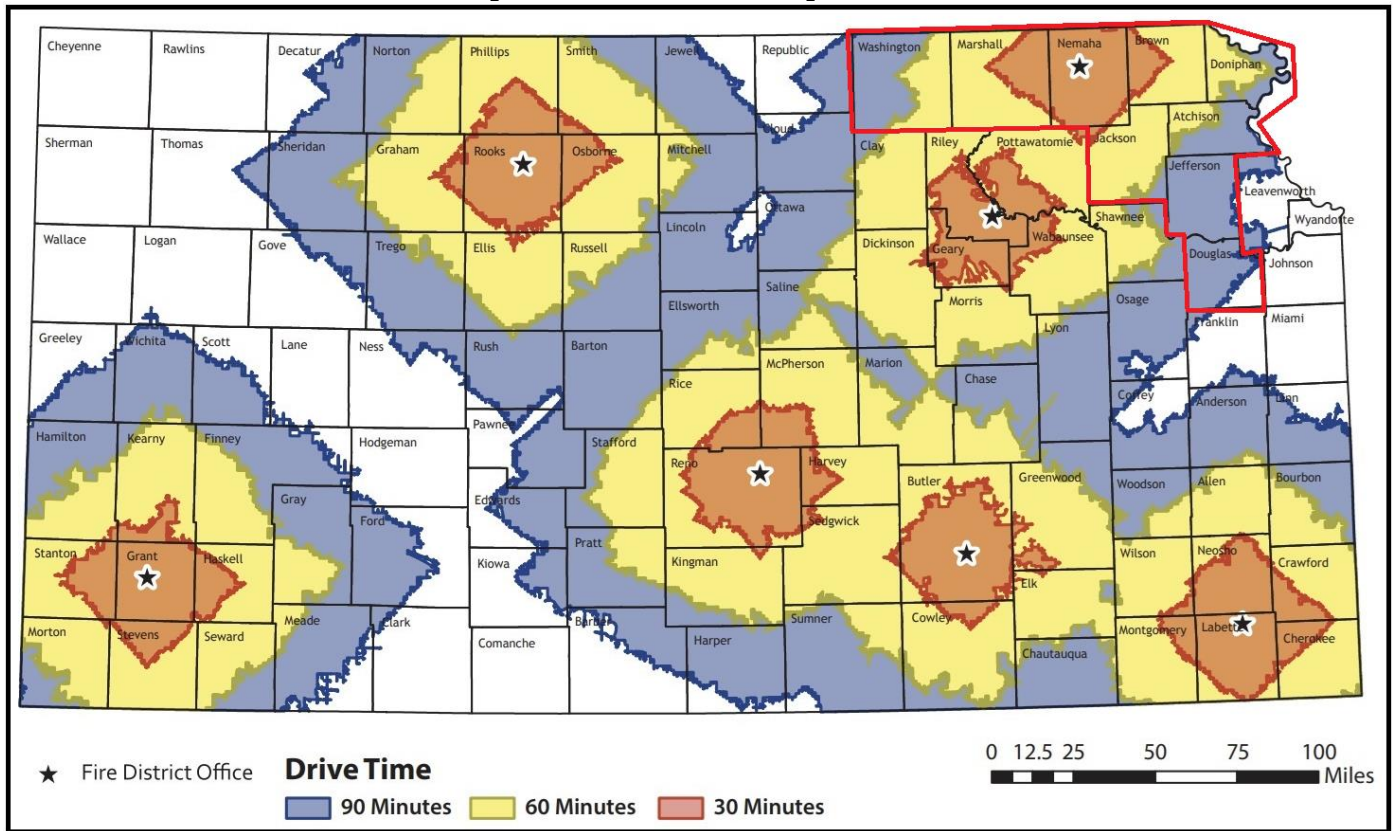 Cheyenne
Rawlins
Decatur
Norton
Phillips
Smith
Jewell
Republic
Washington
Marshall
Nemaha
Brown
Doniphan
Sherman
Thomas
Sheridan
Graham
Rooks
Osborne
Mitchell
Cloud
Clay
Riley
Pottawatomie
Jackson
Atchison
Jefferson
Leavenworth
Wyandotte
Wallace
Logan
Gove
Trego
Ellis
Russell
Lincoln
Ottawa
Dickinson
Geary
Wabaunsee
Shawnee
Douglas
Johnson
Saline
Ellsworth
Morris
Osage
Franklin
Miami
Greeley
Wichita
Scott
Lane
Ness
Rush
Barton
Rice
McPherson
Marion
Chase
Lyon
Coffey
Anderson
Linn
Hamilton
Kearny
Finney
Hodgeman
Pawnee
Stafford
Reno
Harvey
Butler
Greenwood
Woodson
Allen
Bourbon
Gray
Ford
Edwards
Sedgwick
Stanton
Grant
Haskell
Kiowa
Pratt
Kingman
Elk
Wilson
Neosho
Crawford
Morton
Stevens
Seward
Meade
Clark
Comanche
Barber
Harper
Sumner
Cowley
Chautauqua
Montgomery
Labette
Cherokee
Fire District Office
Drive Time
90 Minutes
60 Minutes
30 Minutes
0 12.5 25 50 75 100
Miles